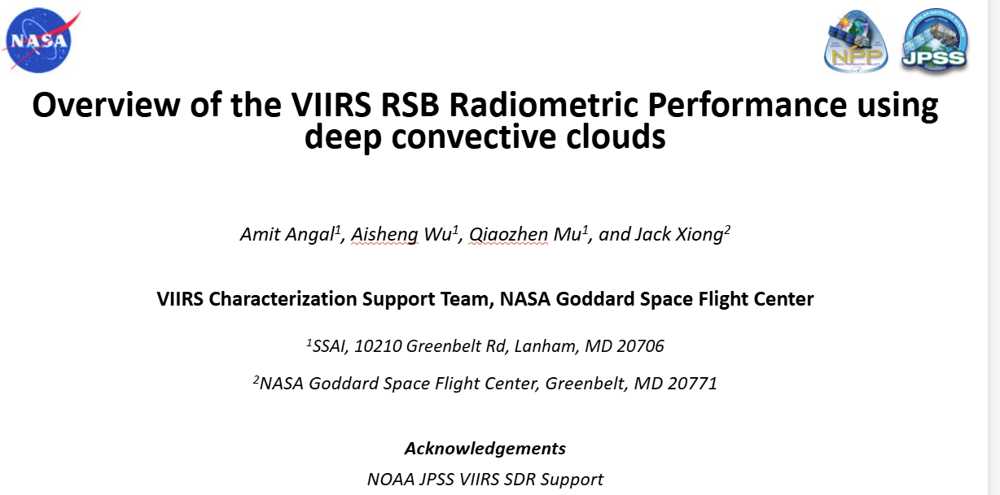 NASA
NPP
JPSS
Overview of the VIIRS RSB Radiometric Performance using
deep convective clouds
Amit Angal1, Aisheng Wu1, Qiaozhen Mu1, and Jack Xiong2
VIIRS Characterization Support Team, NASA Goddard Space Flight Center
1SSAI, 10210 Greenbelt Rd, Lanham, MD 20706
2NASA Goddard Space Flight Center, Greenbelt, MD 20771
Acknowledgements
NOAA JPSS VIIRS SDR Support